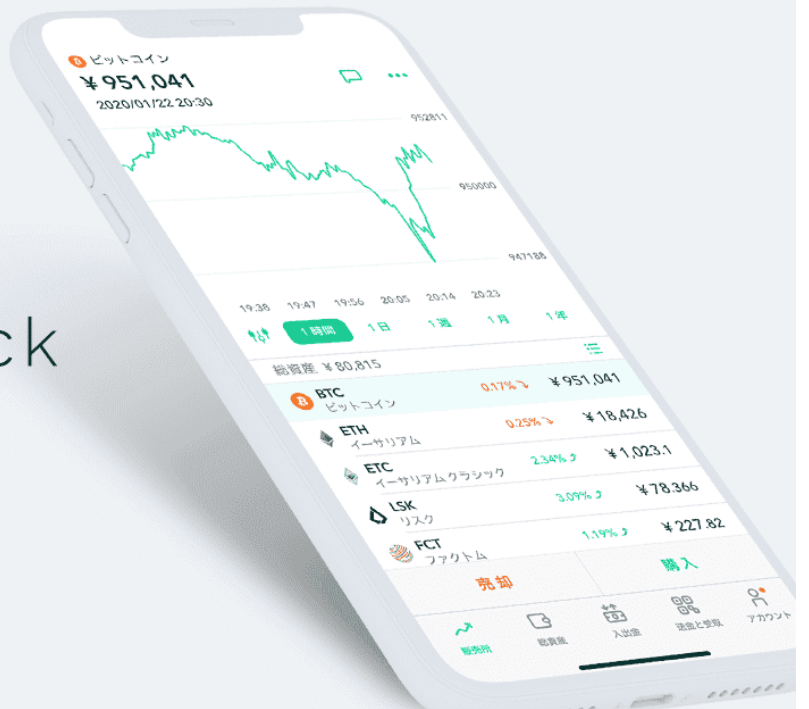 ck
ビットコイン
¥ 951,041
2020/01/22 20:30
952811
950000
947188
19:38 19:47 19:56 20:05 20:14 20:23
1時間 1日 1週 1月 1年
総資産 ¥ 80,815
BTC 0.17% ¥ 951,041
ビットコイン
ETH 0.25% ¥ 18,426
イーサリアム
ETC 2.34% ¥ 1,023.1
イーサリアムクラシック
LSK 3.09% ¥ 78.366
リスク
FCT 1.19% ¥ 227.82
ファクトム
売却 購入
販売所 総資産 入出金 送金と受取 アカウント